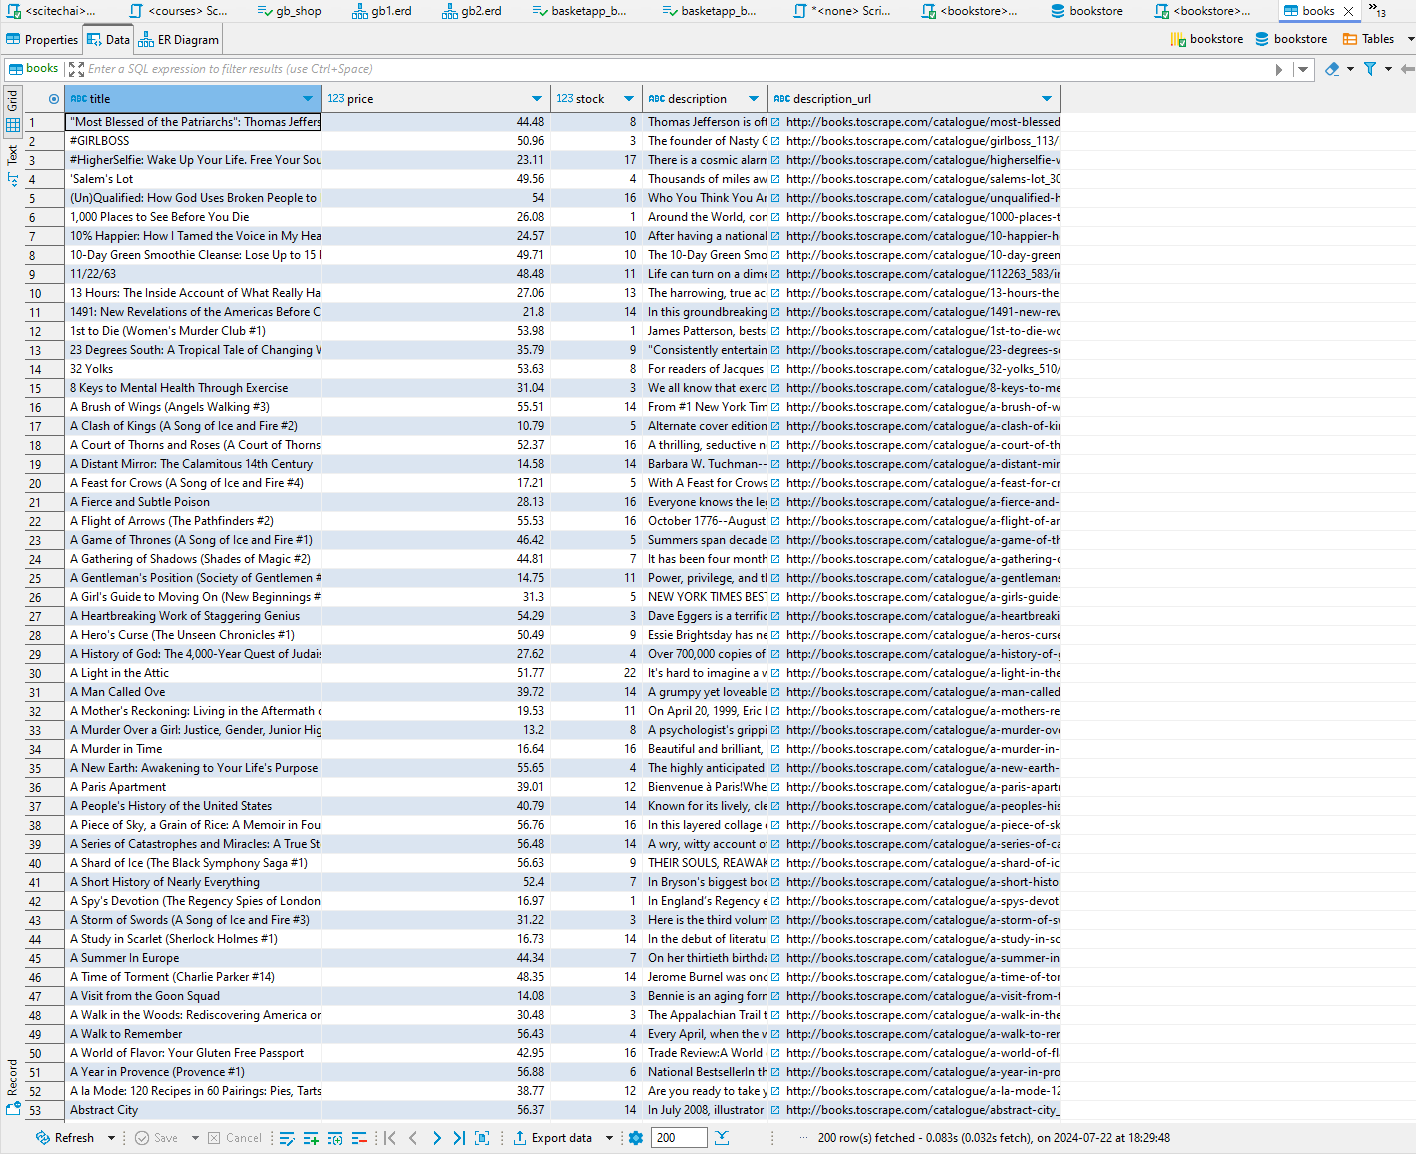 <scitechai>... <courses> Sc... gb_shop gb1.erd gb2.erd basketapp_b... basketapp_b... *<none> Scri... <bookstore>... bookstore <bookstore>... books »13
Properties Data ER Diagram bookstore bookstore Tables
books Enter a SQL expression to filter results (use Ctrl+Space)
Grid
Text
Record
ABC title 123 price 123 stock ABC description ABC description_url
1 "Most Blessed of the Patriarchs": Thomas Jeffers 44.48 8 Thomas Jefferson is of http://books.toscrape.com/catalogue/most-blessed
2 #GIRLBOSS 50.96 3 The founder of Nasty G http://books.toscrape.com/catalogue/girlboss_113/
3 #HigherSelfie: Wake Up Your Life. Free Your Sou 23.11 17 There is a cosmic alarm http://books.toscrape.com/catalogue/higherselfie-w
4 'Salem's Lot 49.56 4 Thousands of miles aw http://books.toscrape.com/catalogue/salems-lot_30
5 (Un)Qualified: How God Uses Broken People to 54 16 Who You Think You Ar http://books.toscrape.com/catalogue/unqualified-h
6 1,000 Places to See Before You Die 26.08 1 Around the World, con http://books.toscrape.com/catalogue/1000-places-t
7 10% Happier: How I Tamed the Voice in My Hea 24.57 10 After having a national http://books.toscrape.com/catalogue/10-happier-h
8 10-Day Green Smoothie Cleanse: Lose Up to 15 49.71 10 The 10-Day Green Smo http://books.toscrape.com/catalogue/10-day-green
9 11/22/63 48.48 11 Life can turn on a dime http://books.toscrape.com/catalogue/112263_583/in
10 13 Hours: The Inside Account of What Really Ha 27.06 13 The harrowing, true ac http://books.toscrape.com/catalogue/13-hours-the
11 1491: New Revelations of the Americas Before C 21.8 14 In this groundbreaking http://books.toscrape.com/catalogue/1491-new-rev
12 1st to Die (Women's Murder Club #1) 53.98 1 James Patterson, bests http://books.toscrape.com/catalogue/1st-to-die-wo
13 23 Degrees South: A Tropical Tale of Changing W 35.79 9 "Consistently entertain http://books.toscrape.com/catalogue/23-degrees-so
14 32 Yolks 53.63 8 For readers of Jacques http://books.toscrape.com/catalogue/32-yolks_510/
15 8 Keys to Mental Health Through Exercise 31.04 3 We all know that exerc http://books.toscrape.com/catalogue/8-keys-to-me
16 A Brush of Wings (Angels Walking #3) 55.51 14 From #1 New York Tim http://books.toscrape.com/catalogue/a-brush-of-w
17 A Clash of Kings (A Song of Ice and Fire #2) 10.79 5 Alternate cover edition http://books.toscrape.com/catalogue/a-clash-of-kin
18 A Court of Thorns and Roses (A Court of Thorns 52.37 16 A thrilling, seductive n http://books.toscrape.com/catalogue/a-court-of-th
19 A Distant Mirror: The Calamitous 14th Century 14.58 14 Barbara W. Tuchman-- http://books.toscrape.com/catalogue/a-distant-mir
20 A Feast for Crows (A Song of Ice and Fire #4) 17.21 5 With A Feast for Crows http://books.toscrape.com/catalogue/a-feast-for-cr
21 A Fierce and Subtle Poison 28.13 16 Everyone knows the le http://books.toscrape.com/catalogue/a-fierce-and-
22 A Flight of Arrows (The Pathfinders #2) 55.53 16 October 1776--August http://books.toscrape.com/catalogue/a-flight-of-ar
23 A Game of Thrones (A Song of Ice and Fire #1) 46.42 5 Summers span decade http://books.toscrape.com/catalogue/a-game-of-th
24 A Gathering of Shadows (Shades of Magic #2) 44.81 7 It has been four month http://books.toscrape.com/catalogue/a-gathering-o
25 A Gentleman's Position (Society of Gentlemen # 14.75 11 Power, privilege, and th http://books.toscrape.com/catalogue/a-gentlemans
26 A Girl's Guide to Moving On (New Beginnings # 31.3 5 NEW YORK TIMES BEST http://books.toscrape.com/catalogue/a-girls-guide-
27 A Heartbreaking Work of Staggering Genius 54.29 3 Dave Eggers is a terrific http://books.toscrape.com/catalogue/a-heartbreaki
28 A Hero's Curse (The Unseen Chronicles #1) 50.49 9 Essie Brightsday has ne http://books.toscrape.com/catalogue/a-heros-curse
29 A History of God: The 4,000-Year Quest of Judais 27.62 4 Over 700,000 copies of http://books.toscrape.com/catalogue/a-history-of-g
30 A Light in the Attic 51.77 22 It's hard to imagine a w http://books.toscrape.com/catalogue/a-light-in-the
31 A Man Called Ove 39.72 14 A grumpy yet loveable http://books.toscrape.com/catalogue/a-man-called
32 A Mother's Reckoning: Living in the Aftermath o 19.53 11 On April 20, 1999, Eric http://books.toscrape.com/catalogue/a-mothers-re
33 A Murder Over a Girl: Justice, Gender, Junior Hig 13.2 8 A psychologist's grippi http://books.toscrape.com/catalogue/a-murder-ov
34 A Murder in Time 16.64 16 Beautiful and brilliant, http://books.toscrape.com/catalogue/a-murder-in-
35 A New Earth: Awakening to Your Life's Purpose 55.65 4 The highly anticipated http://books.toscrape.com/catalogue/a-new-earth-
36 A Paris Apartment 39.01 12 Bienvenue à Paris!Whe http://books.toscrape.com/catalogue/a-paris-apart
37 A People's History of the United States 40.79 14 Known for its lively, cle http://books.toscrape.com/catalogue/a-peoples-his
38 A Piece of Sky, a Grain of Rice: A Memoir in Fou 56.76 16 In this layered collage http://books.toscrape.com/catalogue/a-piece-of-sk
39 A Series of Catastrophes and Miracles: A True St 56.48 14 A wry, witty account o http://books.toscrape.com/catalogue/a-series-of-ca
40 A Shard of Ice (The Black Symphony Saga #1) 56.63 9 THEIR SOULS, REAWAK http://books.toscrape.com/catalogue/a-shard-of-ic
41 A Short History of Nearly Everything 52.4 7 In Bryson's biggest boo http://books.toscrape.com/catalogue/a-short-histo
42 A Spy's Devotion (The Regency Spies of London 16.97 1 In England's Regency e http://books.toscrape.com/catalogue/a-spys-devot
43 A Storm of Swords (A Song of Ice and Fire #3) 31.22 3 Here is the third volum http://books.toscrape.com/catalogue/a-storm-of-s
44 A Study in Scarlet (Sherlock Holmes #1) 16.73 14 In the debut of literatu http://books.toscrape.com/catalogue/a-study-in-sc
45 A Summer In Europe 44.34 7 On her thirtieth birthda http://books.toscrape.com/catalogue/a-summer-in
46 A Time of Torment (Charlie Parker #14) 48.35 14 Jerome Burnel was onc http://books.toscrape.com/catalogue/a-time-of-tor
47 A Visit from the Goon Squad 14.08 3 Bennie is an aging form http://books.toscrape.com/catalogue/a-visit-from-t
48 A Walk in the Woods: Rediscovering America on 30.48 3 The Appalachian Trail t http://books.toscrape.com/catalogue/a-walk-in-the
49 A Walk to Remember 56.43 4 Every April, when the w http://books.toscrape.com/catalogue/a-walk-to-rer
50 A World of Flavor: Your Gluten Free Passport 42.95 16 Trade Review:A World http://books.toscrape.com/catalogue/a-world-of-fl
51 A Year in Provence (Provence #1) 56.88 6 National BestsellerIn th http://books.toscrape.com/catalogue/a-year-in-pro
52 A la Mode: 120 Recipes in 60 Pairings: Pies, Tarts 38.77 12 Are you ready to take y http://books.toscrape.com/catalogue/a-la-mode-12
53 Abstract City 56.37 14 In July 2008, illustrator http://books.toscrape.com/catalogue/abstract-city_
Refresh Save Cancel Export data 200 ... 200 row(s) fetched - 0.083s (0.032s fetch), on 2024-07-22 at 18:29:48